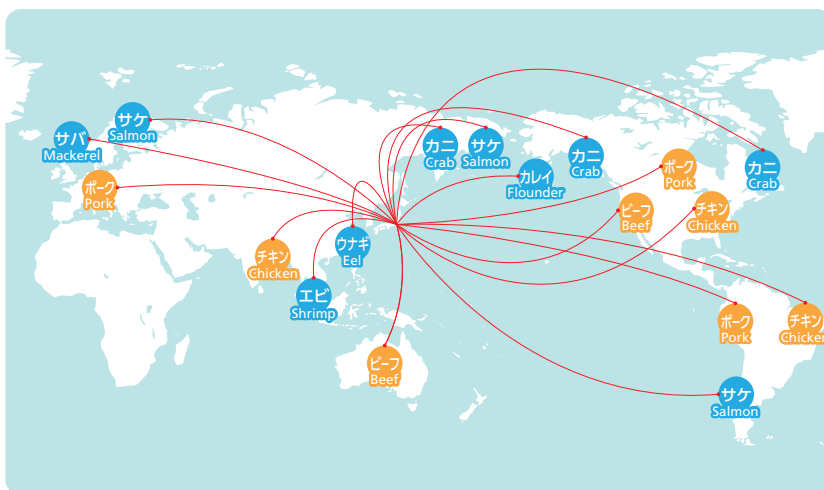 サケ
Salmon
サバ
Mackerel
ポーク
Pork
カニ
Crab
サケ
Salmon
カレイ
Flounder
カニ
Crab
ポーク
Pork
カニ
Crab
ビーフ
Beef
チキン
Chicken
ウナギ
Eel
チキン
Chicken
エビ
Shrimp
ビーフ
Beef
ポーク
Pork
チキン
Chicken
サケ
Salmon